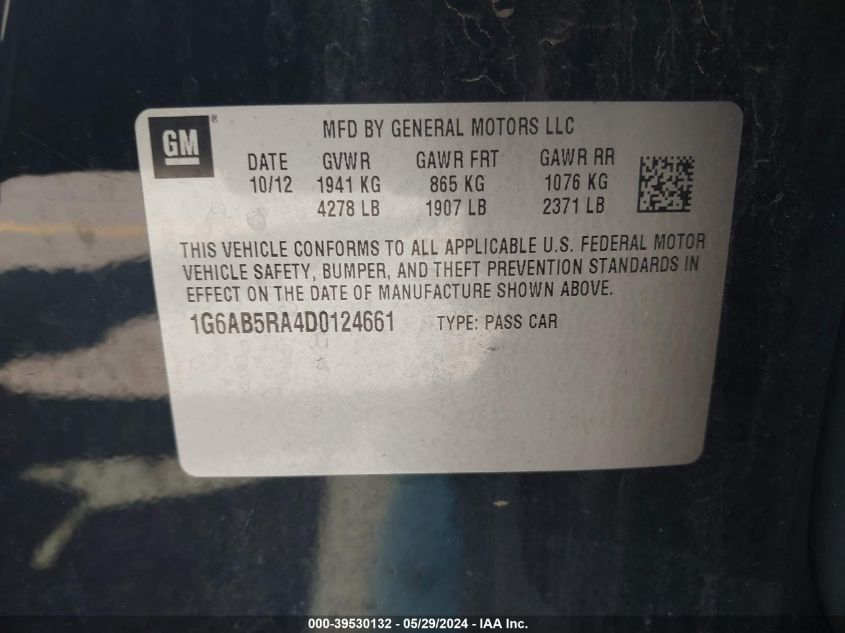 GM ®
MFD BY GENERAL MOTORS LLC
DATE GVWR GAWR FRT GAWR RR
10/12 1941 KG 865 KG 1076 KG
4278 LB 1907 LB 2371 LB
THIS VEHICLE CONFORMS TO ALL APPLICABLE U.S. FEDERAL MOTOR
VEHICLE SAFETY, BUMPER, AND THEFT PREVENTION STANDARDS IN
EFFECT ON THE DATE OF MANUFACTURE SHOWN ABOVE.
1G6AB5RA4D0124661 TYPE: PASS CAR
000-39530132 - 05/29/2024 - IAA Inc.